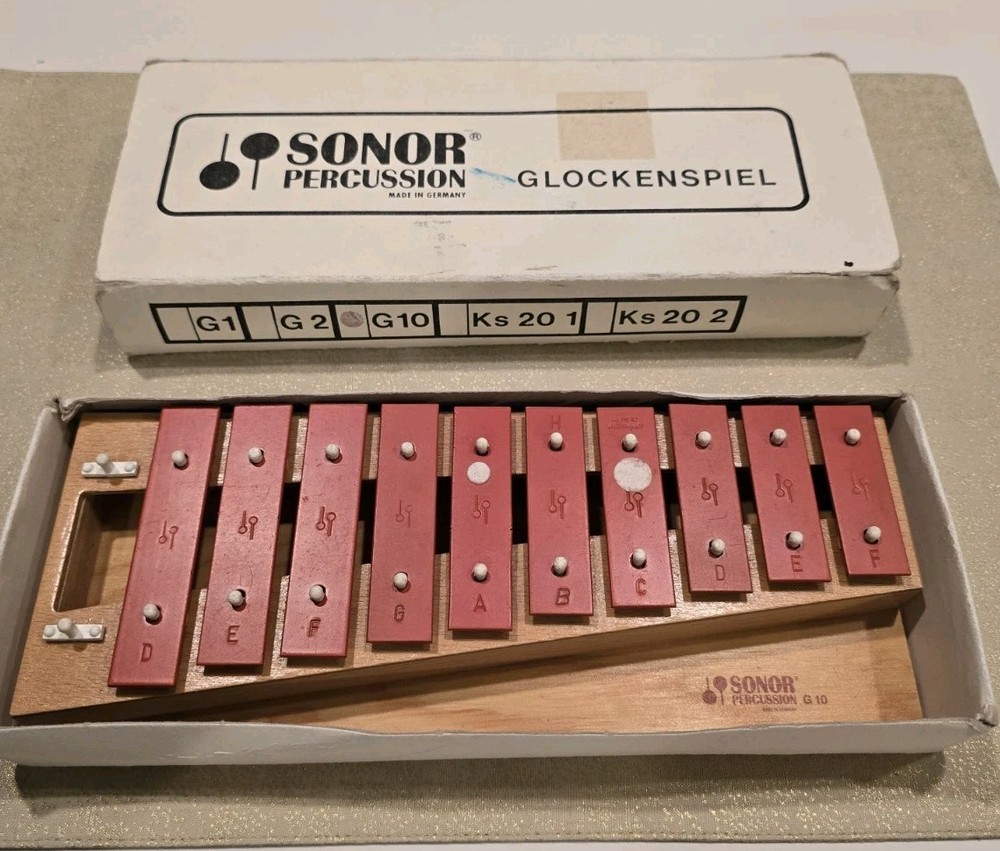 SONOR®
PERCUSSION
MADE IN GERMANY
GLOCKENSPIEL
G1 G 2 G10 Ks 20 1 Ks 20 2
H
D E F G A B C D E F
SONOR
PERCUSSION G 10